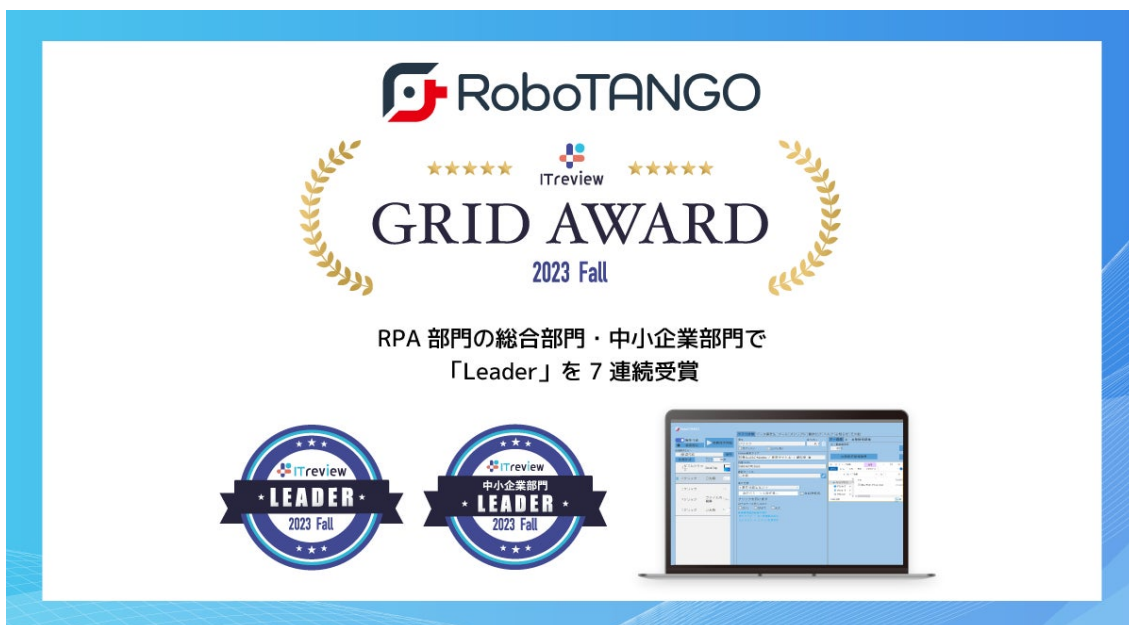 RoboTANGO
ITreview
GRID AWARD
2023 Fall
RPA 部門の総合部門・中小企業部門で
「Leader」を 7 連続受賞
ITreview
LEADER
2023 Fall
ITreview
中小企業部門
LEADER
2023 Fall